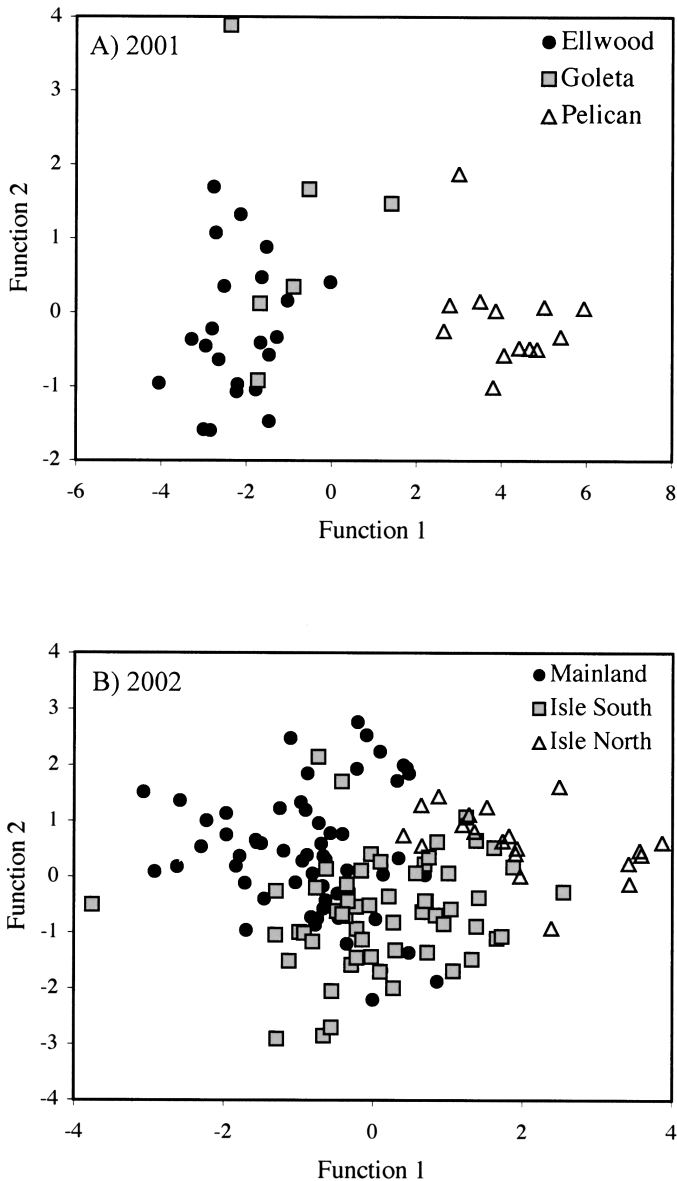 A) 2001
Ellwood
Goleta
Pelican
4
3
2
1
0
-1
-2
Function 2
-6
-4
-2
0
2
4
6
8
Function 1
B) 2002
Mainland
Isle South
Isle North
4
3
2
1
0
-1
-2
-3
-4
Function 2
-4
-2
0
2
4
Function 1